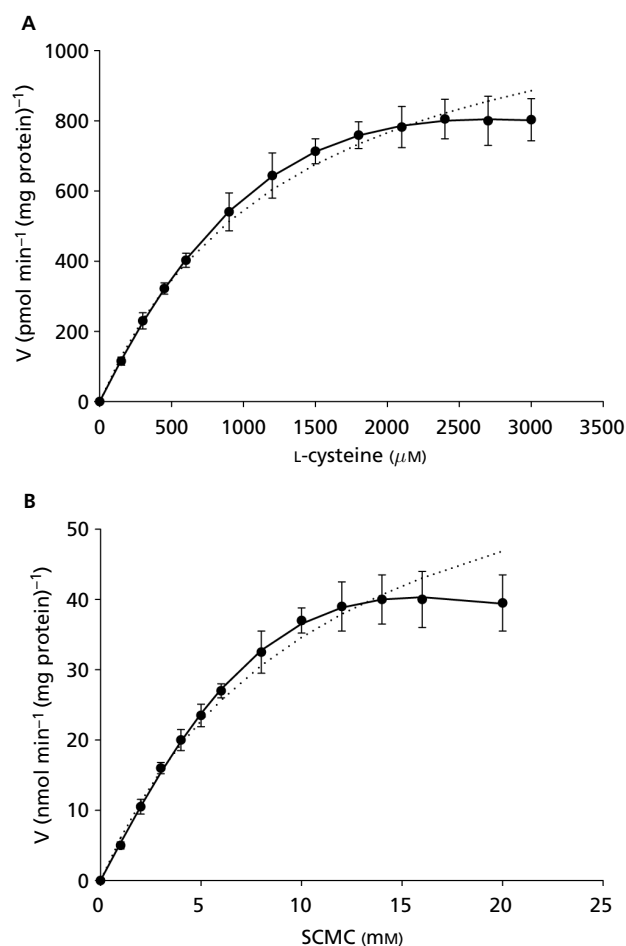 A
1000
800
600
400
200
0
V (pmol min⁻¹ (mg protein)⁻¹)
0 500 1000 1500 2000 2500 3000 3500
L-cysteine (μM)
B
50
40
30
20
10
0
V (nmol min⁻¹ (mg protein)⁻¹)
0 5 10 15 20 25
SCMC (mM)